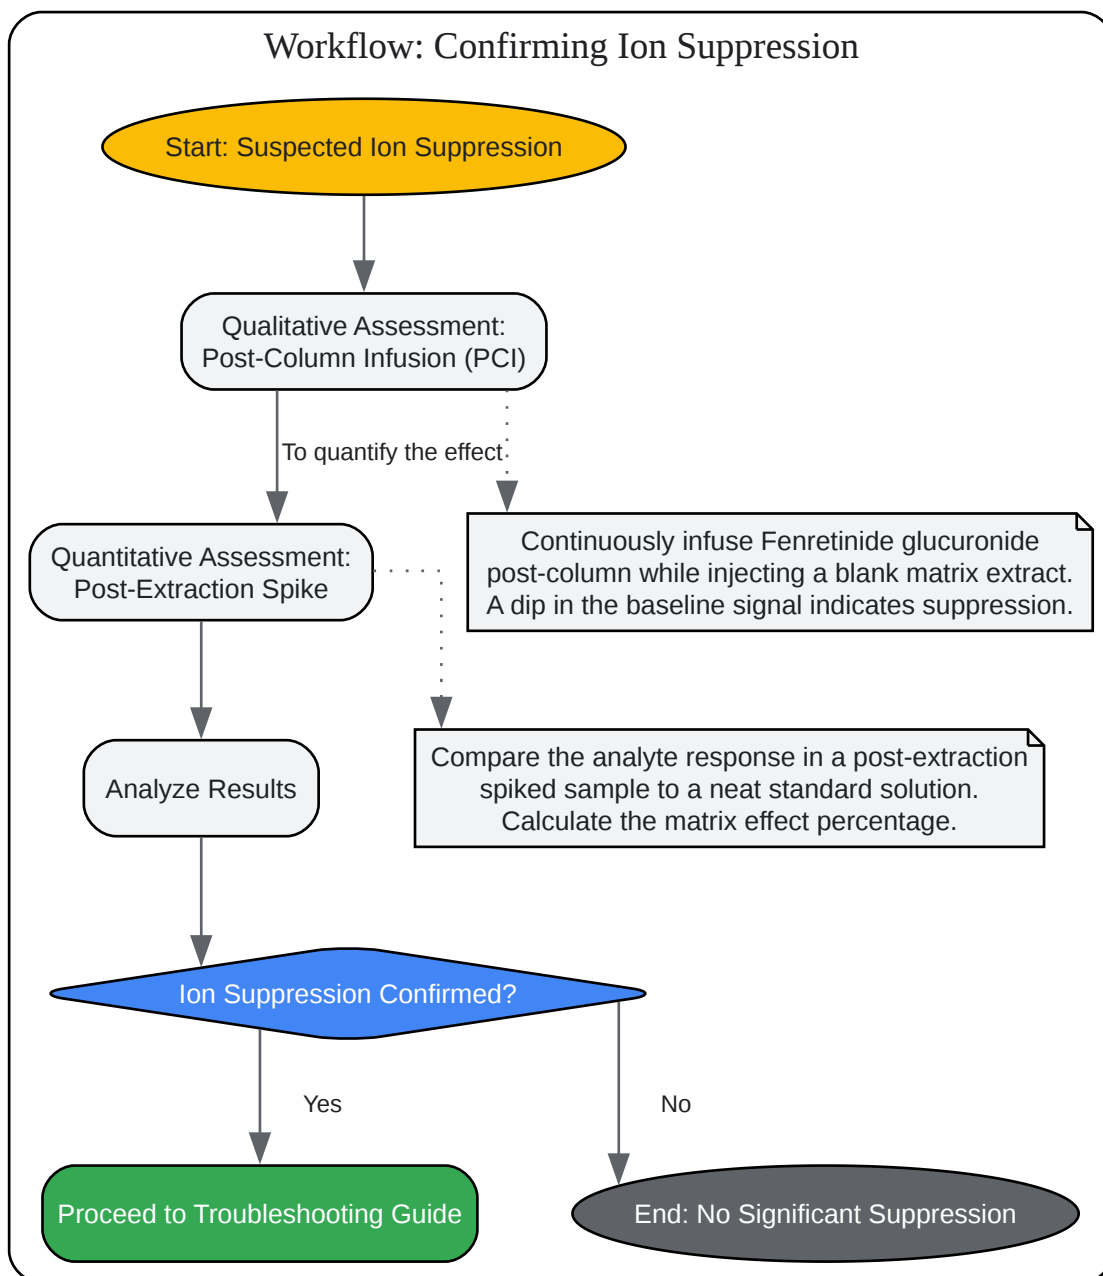 Workflow: Confirming Ion Suppression
Start: Suspected Ion Suppression
Qualitative Assessment:
Post-Column Infusion (PCI)
To quantify the effect
Continuously infuse Fenretinide glucuronide
post-column while injecting a blank matrix extract.
A dip in the baseline signal indicates suppression.
Quantitative Assessment:
Post-Extraction Spike
Compare the analyte response in a post-extraction
spiked sample to a neat standard solution.
Calculate the matrix effect percentage.
Analyze Results
Ion Suppression Confirmed?
Yes
No
Proceed to Troubleshooting Guide
End: No Significant Suppression